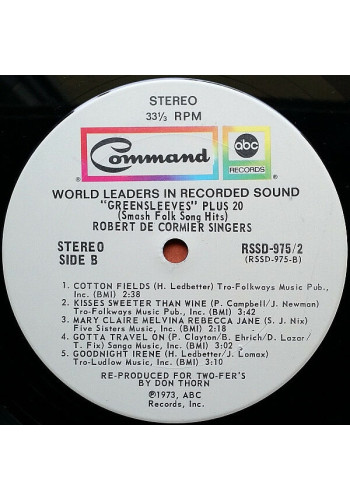 STEREO
33⅓ RPM
Command
abc
RECORDS
WORLD LEADERS IN RECORDED SOUND
"GREENSLEEVES" PLUS 20
(Smash Folk Song Hits)
ROBERT DE CORMIER SINGERS
STEREO RSSD-975/2
SIDE B (RSSD-975-B)
1. COTTON FIELDS (H. Ledbetter) Tro-Folkways Music Pub.,
Inc. (BMI) 2:38
2. KISSES SWEETER THAN WINE (P. Campbell/J. Newman)
Tro-Folkways Music Pub., Inc. (BMI) 3:42
3. MARY CLAIRE MELVINA REBECCA JANE (S. J. Nix)
Five Sisters Music, Inc. (BMI) 2:18
4. GOTTA TRAVEL ON (P. Clayton/B. Ehrich/D. Lazar/
T. Fix) Sanga Music, Inc. (BMI) 3:02
5. GOODNIGHT IRENE (H. Ledbetter/J. Lomax)
Tro-Ludlow Music, Inc. (BMI) 3:10
RE-PRODUCED FOR TWO-FER'S
BY DON THORN
℗1973, ABC
Records, Inc.